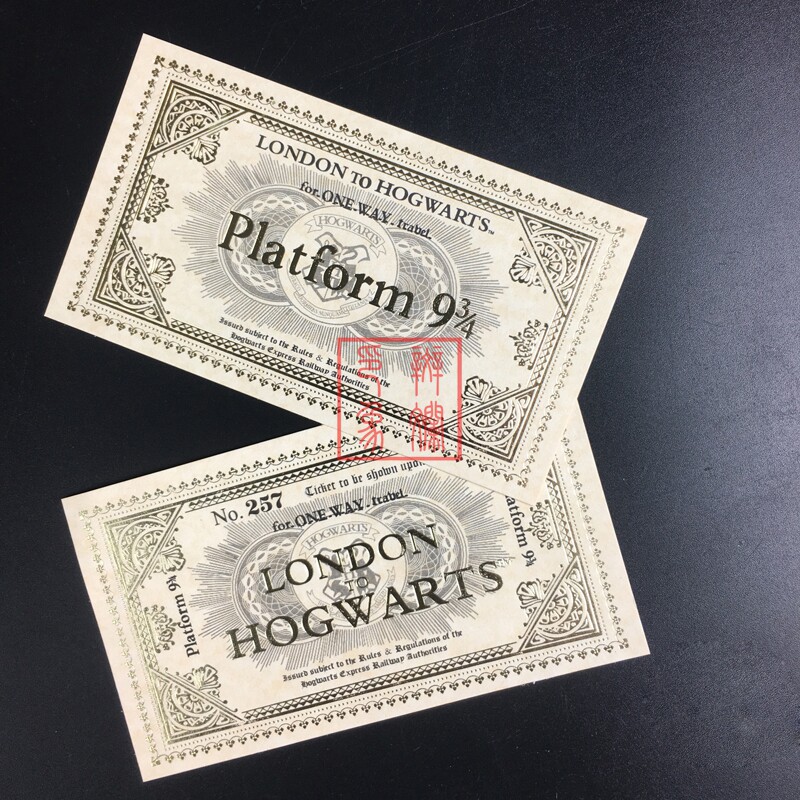 LONDON TO HOGWARTS™
for ONE WAY travel
HOGWARTS
Platform 9¾
Issued subject to the Rules & Regulations of the
Hogwarts Express Railway Authorities
No. 257 Ticket to be shown upon
for ONE WAY travel
HOGWARTS
LONDON
TO
HOGWARTS
Platform 9¾
latform 9¾
Issued subject to the Rules & Regulations of the
Hogwarts Express Railway Authorities